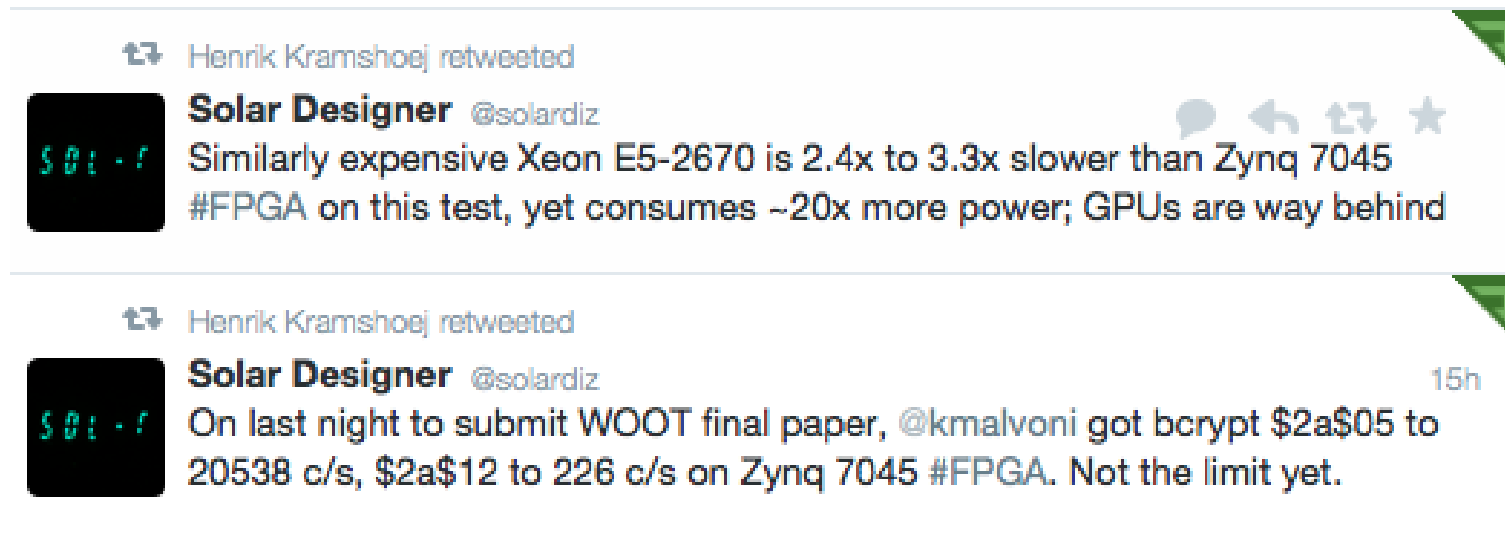 Henrik Kramshoej retweeted
Solar Designer @solardiz
Similarly expensive Xeon E5-2670 is 2.4x to 3.3x slower than Zynq 7045
#FPGA on this test, yet consumes ~20x more power; GPUs are way behind
Henrik Kramshoej retweeted
Solar Designer @solardiz 15h
On last night to submit WOOT final paper, @kmalvoni got bcrypt $2a$05 to
20538 c/s, $2a$12 to 226 c/s on Zynq 7045 #FPGA. Not the limit yet.